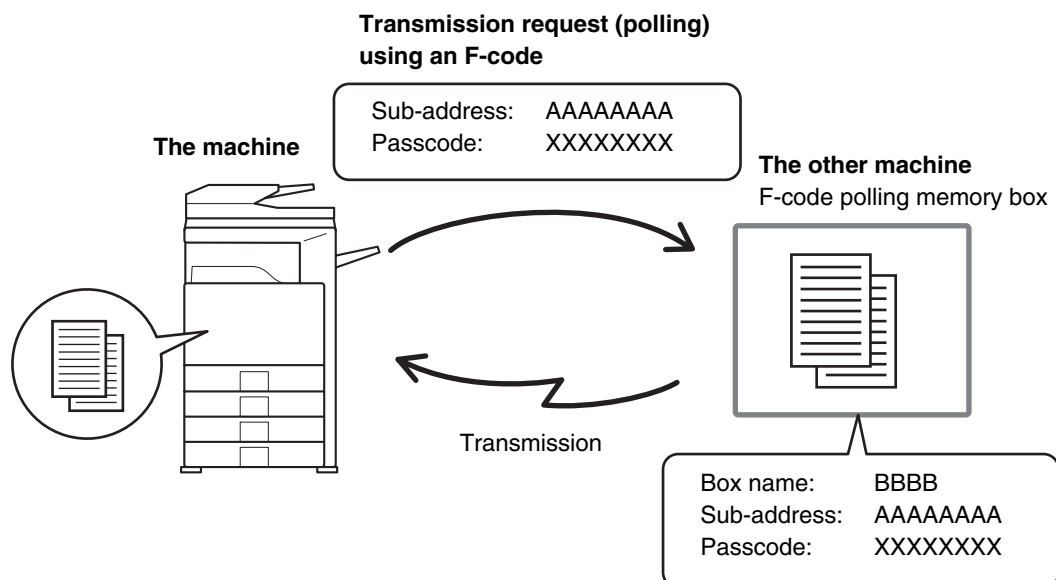 Transmission request (polling)
using an F-code
Sub-address: AAAAAAAA
Passcode: XXXXXXXX
The machine
The other machine
F-code polling memory box
Transmission
Box name: BBBB
Sub-address: AAAAAAAA
Passcode: XXXXXXXX